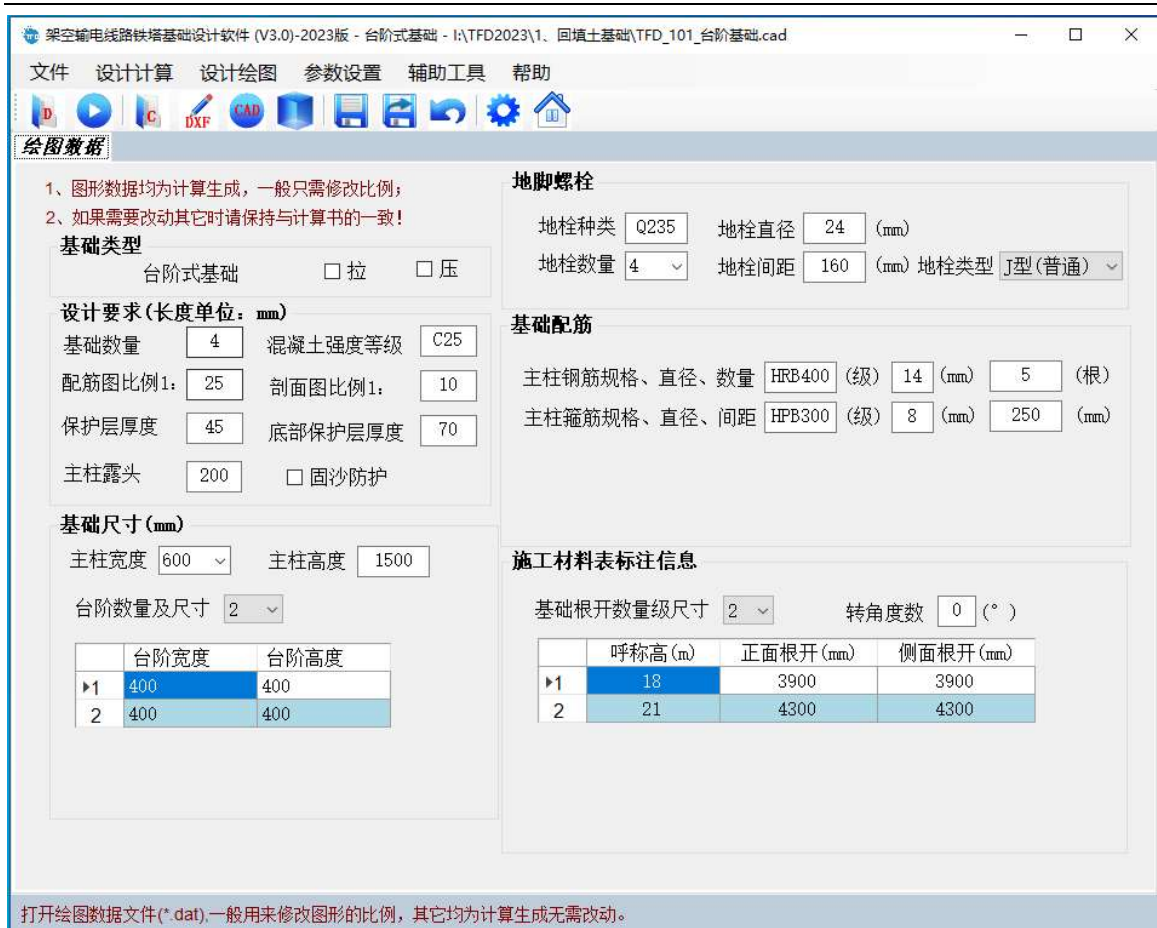 架空输电线路铁塔基础设计软件 (V3.0)-2023版 - 台阶式基础 - I:\TFD2023\1、回填土基础\TFD_101_台阶基础.cad
文件 设计计算 设计绘图 参数设置 辅助工具 帮助
D C DXF CAD
绘图数据
1、图形数据均为计算生成，一般只需修改比例；
2、如果需要改动其它时请保持与计算书的一致！
基础类型
台阶式基础 拉 压
设计要求(长度单位：mm)
基础数量 4 混凝土强度等级 C25
配筋图比例1: 25 剖面图比例1: 10
保护层厚度 45 底部保护层厚度 70
主柱露头 200 固沙防护
基础尺寸(mm)
主柱宽度 600 主柱高度 1500
台阶数量及尺寸 2
台阶宽度 台阶高度
1 400 400
2 400 400
地脚螺栓
地栓种类 Q235 地栓直径 24 (mm)
地栓数量 4 地栓间距 160 (mm) 地栓类型 J型(普通)
基础配筋
主柱钢筋规格、直径、数量 HRB400 (级) 14 (mm) 5 (根)
主柱箍筋规格、直径、间距 HPB300 (级) 8 (mm) 250 (mm)
施工材料表标注信息
基础根开数量级尺寸 2 转角度数 0 (°)
呼称高(m) 正面根开(mm) 侧面根开(mm)
1 18 3900 3900
2 21 4300 4300
打开绘图数据文件(*.dat),一般用来修改图形的比例，其它均为计算生成无需改动。